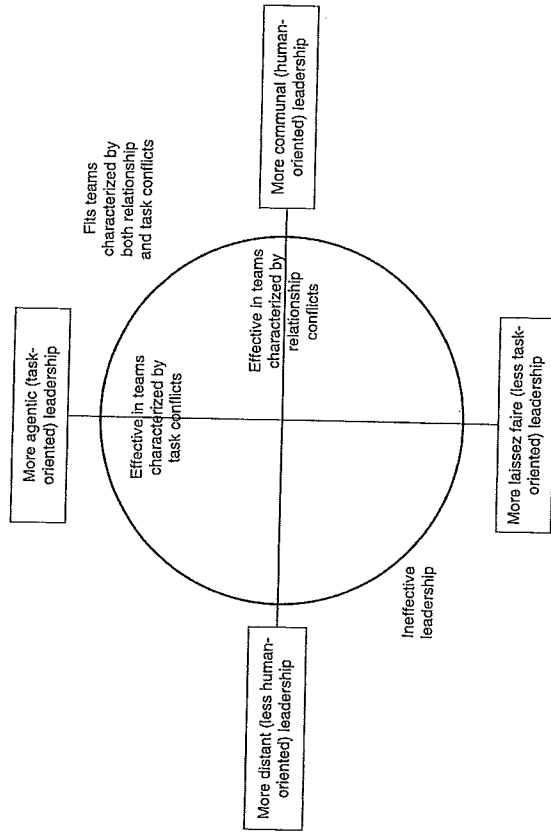 More agentic (task-
oriented) leadership
Fits teams
characterized by
both relationship
and task conflicts
Effective in teams
characterized by
task conflicts
Effective in teams
characterized by
relationship
conflicts
More distant (less human-
oriented) leadership
More communal (human-
oriented) leadership
Ineffective
leadership
More laissez faire (less task-
oriented) leadership